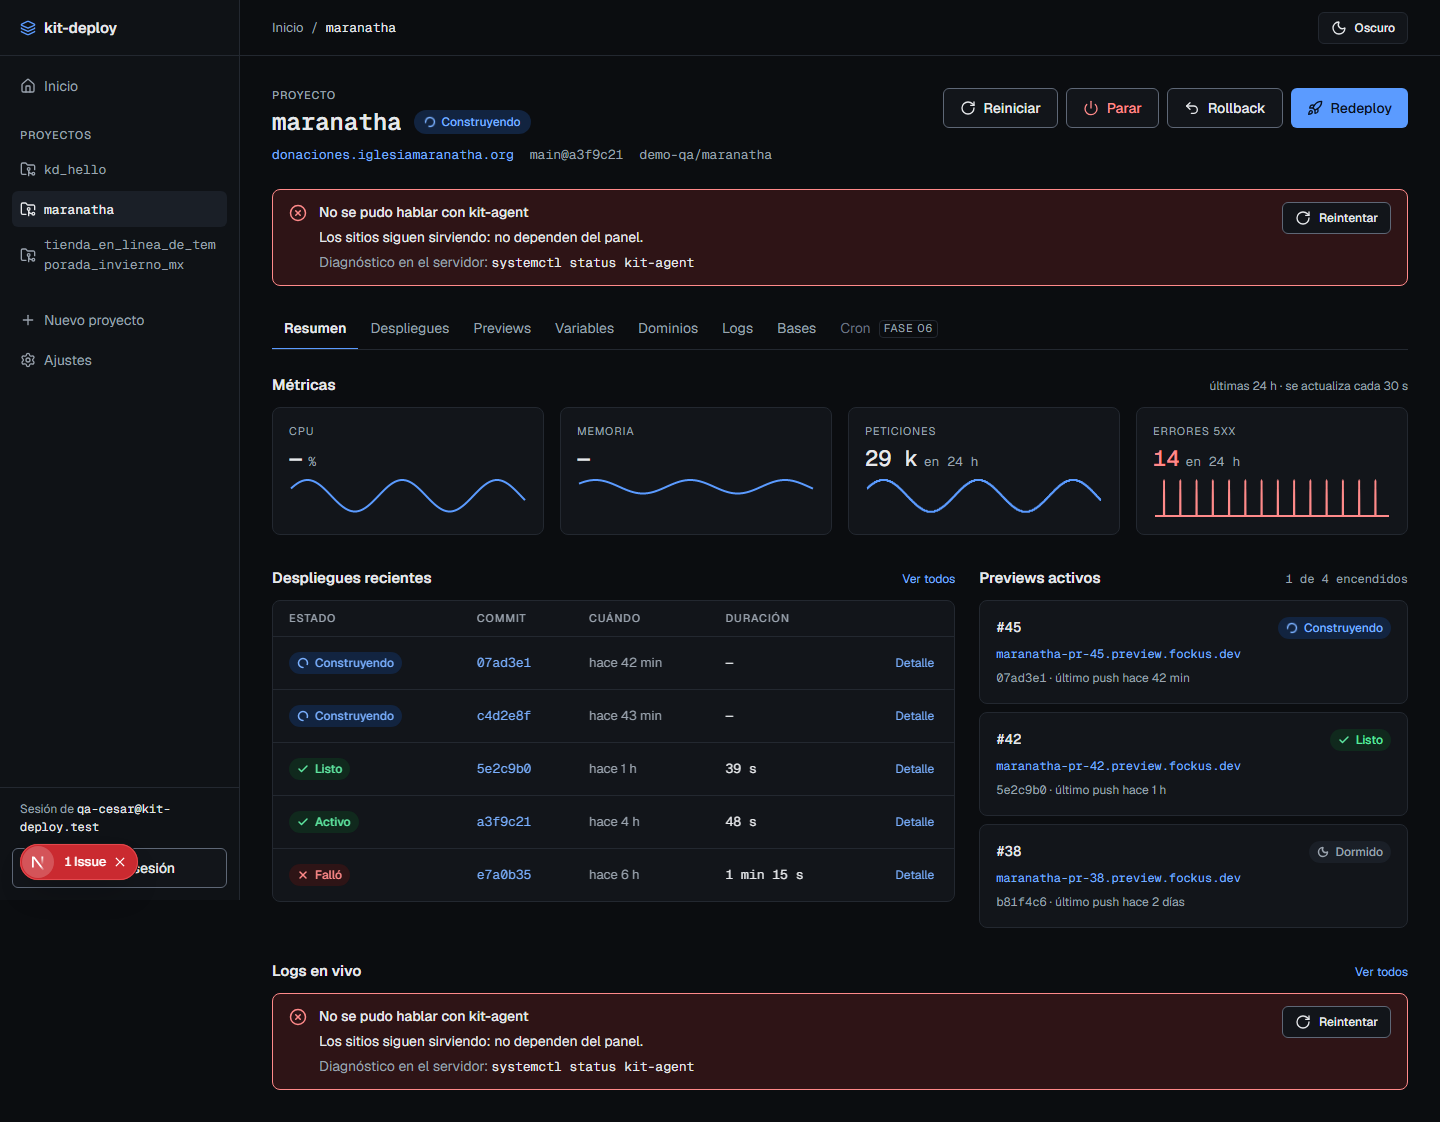 kit-deploy
Inicio / maranatha
Oscuro
Inicio
PROYECTOS
kd_hello
maranatha
tienda_en_linea_de_tem
porada_invierno_mx
Nuevo proyecto
Ajustes
Sesión de qa-cesar@kit-
deploy.test
1 Issue
sesión
PROYECTO
maranatha Construyendo
Reiniciar
Parar
Rollback
Redeploy
donaciones.iglesiamaranatha.org main@a3f9c21 demo-qa/maranatha
No se pudo hablar con kit-agent
Los sitios siguen sirviendo: no dependen del panel.
Diagnóstico en el servidor: systemctl status kit-agent
Reintentar
Resumen Despliegues Previews Variables Dominios Logs Bases Cron FASE 06
Métricas
últimas 24 h · se actualiza cada 30 s
CPU
— %
MEMORIA
—
PETICIONES
29 k en 24 h
ERRORES 5XX
14 en 24 h
Despliegues recientes
Ver todos
ESTADO COMMIT CUÁNDO DURACIÓN
Construyendo 07ad3e1 hace 42 min — Detalle
Construyendo c4d2e8f hace 43 min — Detalle
Listo 5e2c9b0 hace 1 h 39 s Detalle
Activo a3f9c21 hace 4 h 48 s Detalle
Falló e7a0b35 hace 6 h 1 min 15 s Detalle
Previews activos
1 de 4 encendidos
#45 Construyendo
maranatha-pr-45.preview.fockus.dev
07ad3e1 · último push hace 42 min
#42 Listo
maranatha-pr-42.preview.fockus.dev
5e2c9b0 · último push hace 1 h
#38 Dormido
maranatha-pr-38.preview.fockus.dev
b81f4c6 · último push hace 2 días
Logs en vivo
Ver todos
No se pudo hablar con kit-agent
Los sitios siguen sirviendo: no dependen del panel.
Diagnóstico en el servidor: systemctl status kit-agent
Reintentar